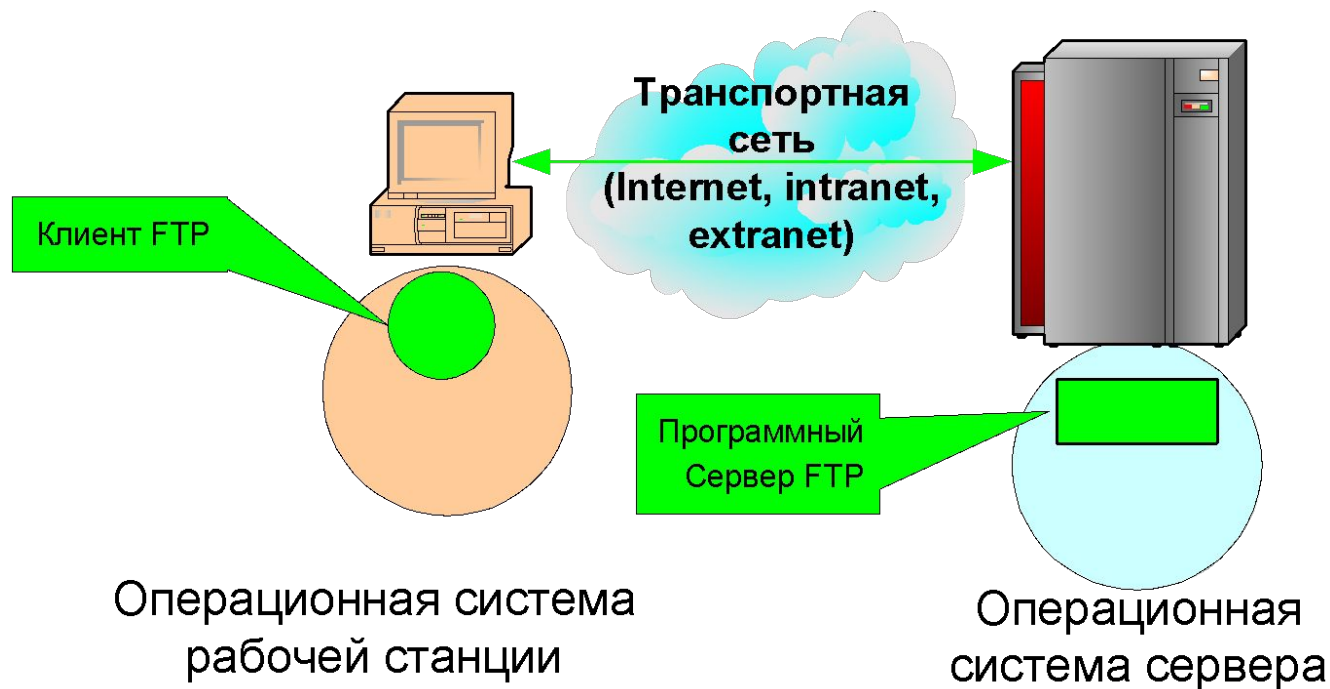 Транспортная
сеть
(Internet, intranet,
extranet)
Клиент FTP
Программный
Сервер FTP
Операционная система
рабочей станции
Операционная
система сервера